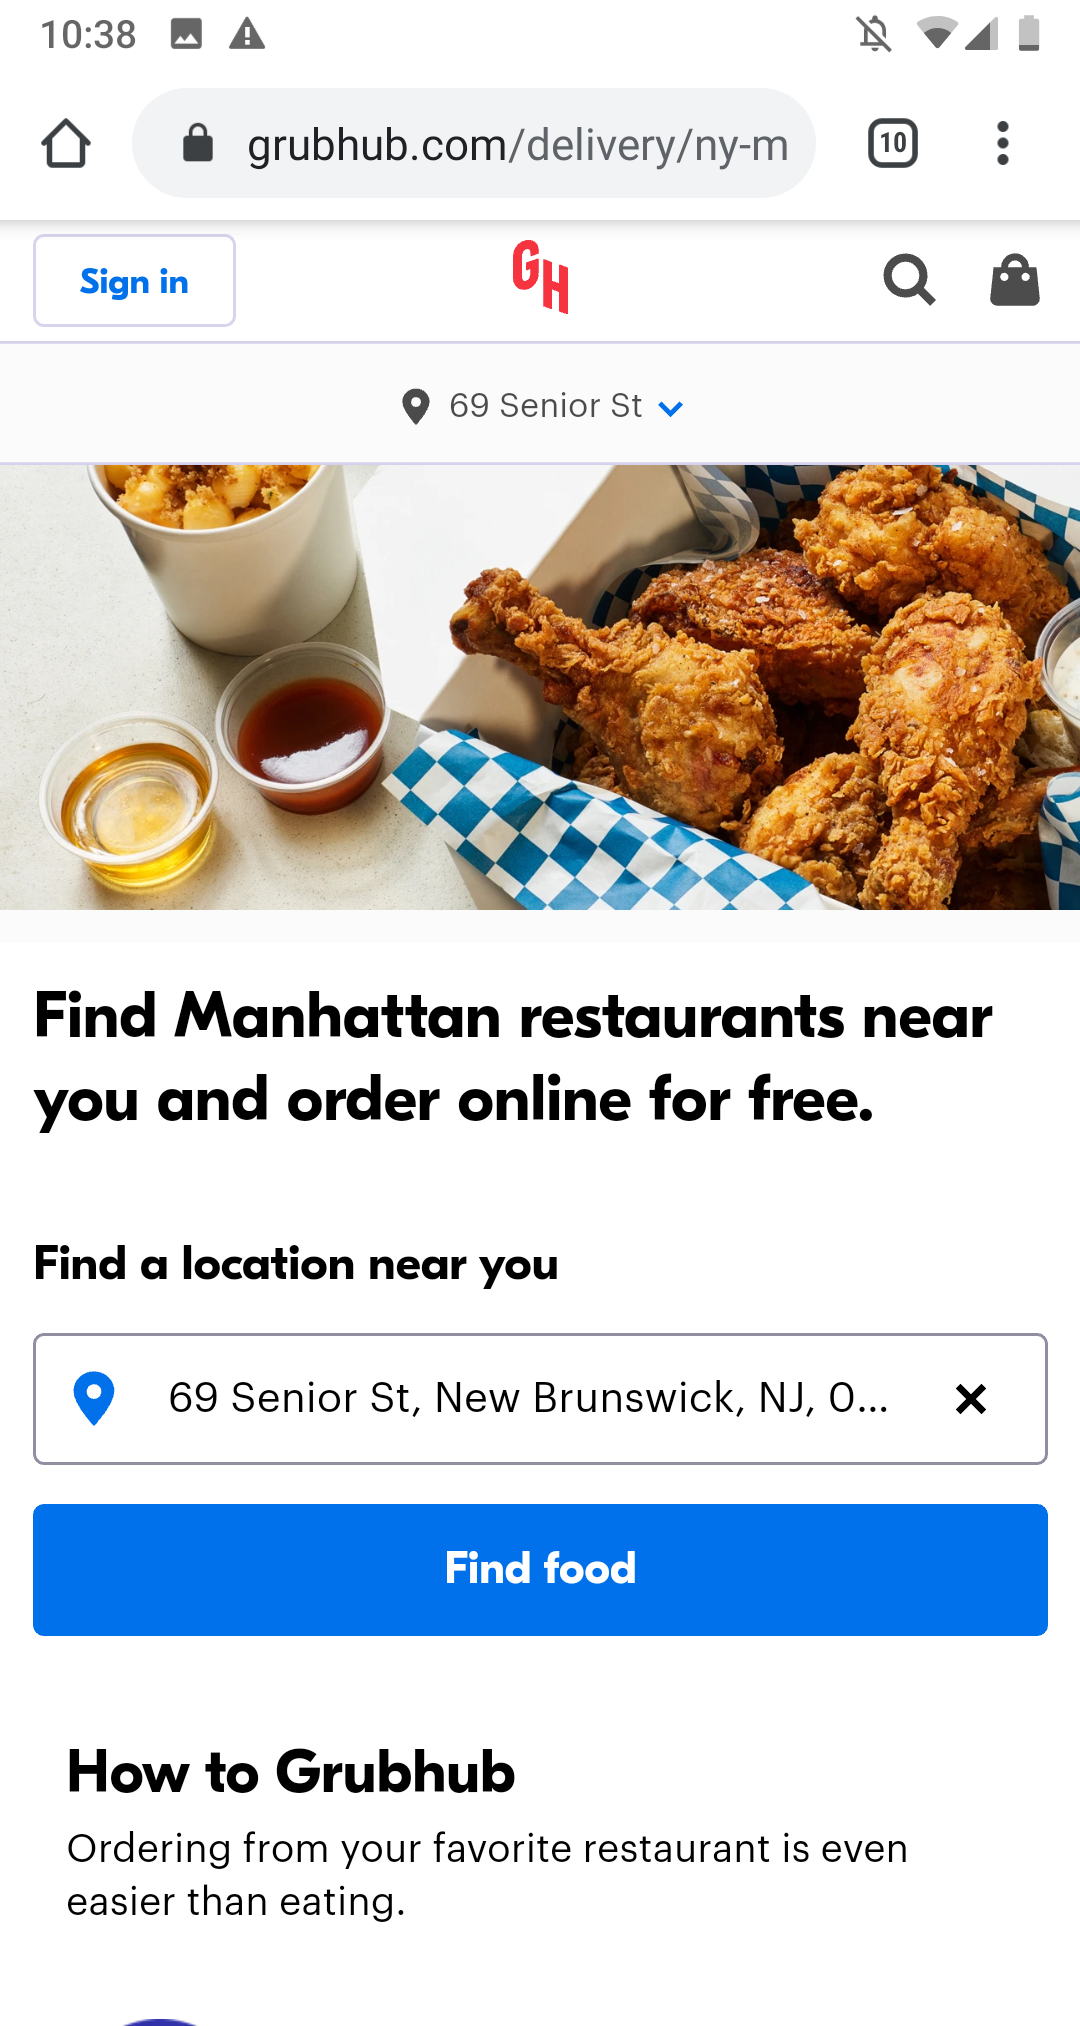 10:38
grubhub.com/delivery/ny-m
10
Sign in
GH
69 Senior St
Find Manhattan restaurants near
you and order online for free.
Find a location near you
69 Senior St, New Brunswick, NJ, 0...
Find food
How to Grubhub
Ordering from your favorite restaurant is even
easier than eating.